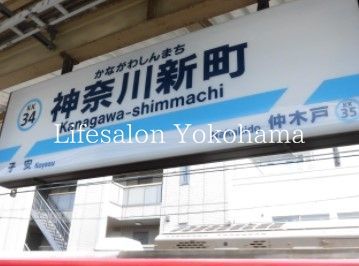 かながわしんまち
KK
34
神奈川新町
Kanagawa-shimmachi
Lifesalon Yokohama
子安
Koyasu
仲木戸
KK
35